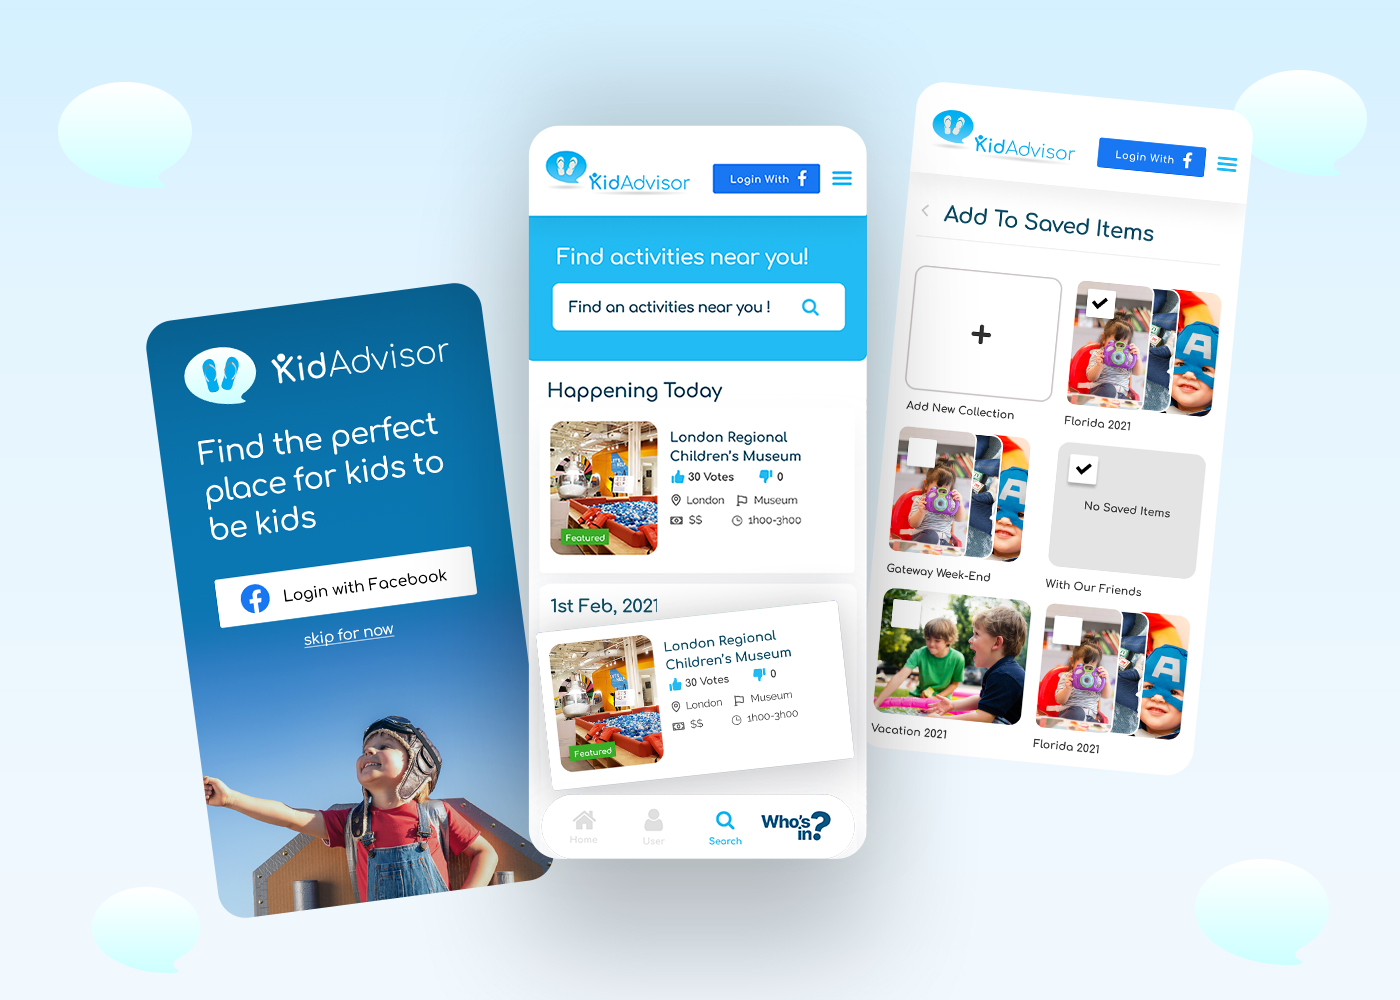 KidAdvisor
Find the perfect
place for kids to
be kids
Login with Facebook
skip for now
KidAdvisor
Login With
Find activities near you!
Find an activities near you !
Happening Today
London Regional
Children's Museum
30 Votes 0
London Museum
$$ 1h00-3h00
Featured
1st Feb, 2021
London Regional
Children's Museum
30 Votes 0
London Museum
$$ 1h00-3h00
Featured
Home
User
Search
Who's
in?
KidAdvisor
Login With
Add To Saved Items
+
A
Add New Collection
Florida 2021
A
No Saved Items
Gateway Week-End
With Our Friends
A
Vacation 2021
Florida 2021